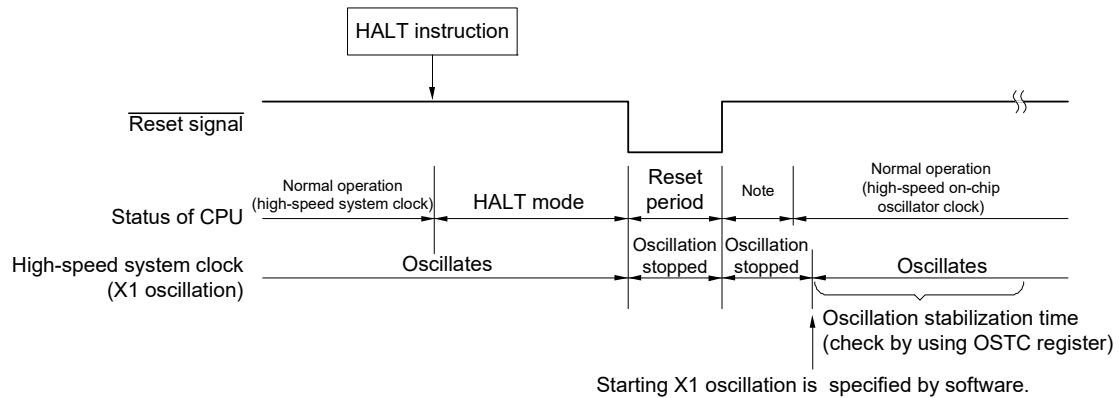 HALT instruction
Reset signal
Status of CPU
Normal operation
(high-speed system clock)
HALT mode
Reset
period
Note
Normal operation
(high-speed on-chip
oscillator clock)
High-speed system clock
(X1 oscillation)
Oscillates
Oscillation
stopped
Oscillation
stopped
Oscillates
Oscillation stabilization time
(check by using OSTC register)
Starting X1 oscillation is specified by software.